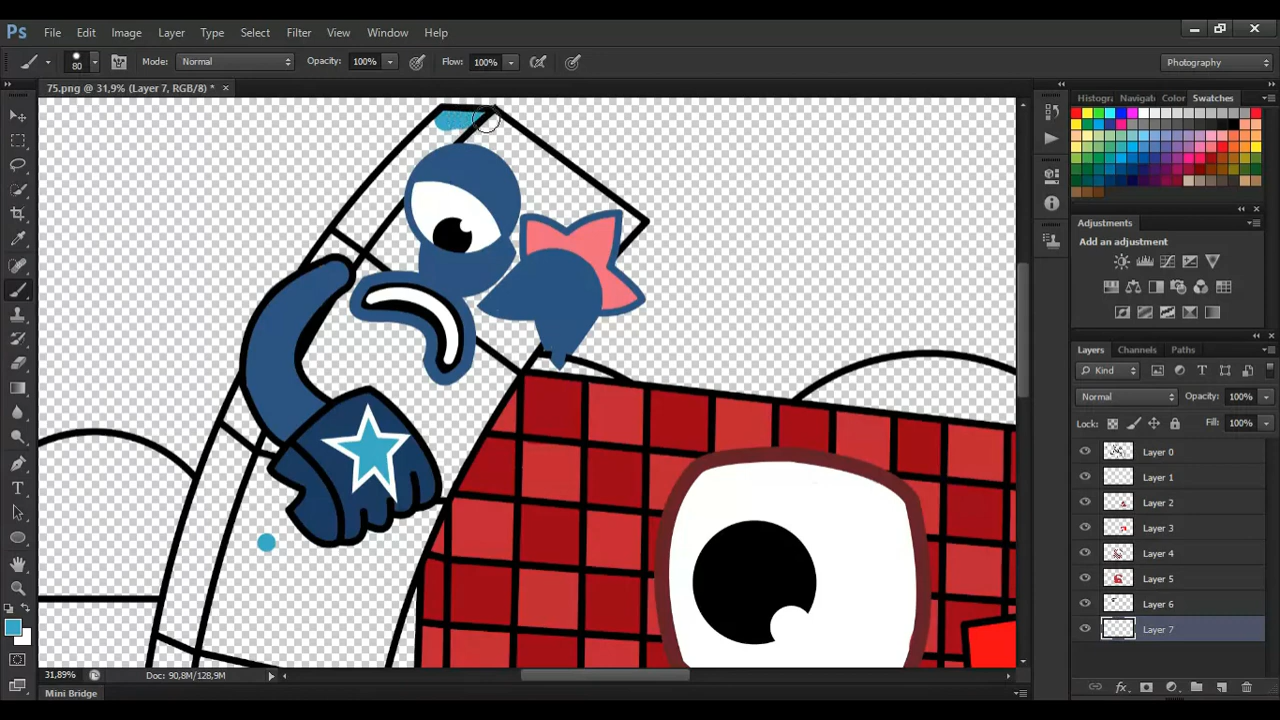 Ps File Edit Image Layer Type Select Filter View Window Help
80 Mode: Normal Opacity: 100% Flow: 100% Photography
75.png @ 31,9% (Layer 7, RGB/8) * ×
Histogra Navigat Color Swatches
Adjustments
Add an adjustment
Layers Channels Paths
Kind
Normal Opacity: 100%
Lock: Fill: 100%
Layer 0
Layer 1
Layer 2
Layer 3
Layer 4
Layer 5
Layer 6
Layer 7
31,89% Doc: 90,8M/128,9M
fx
Mini Bridge